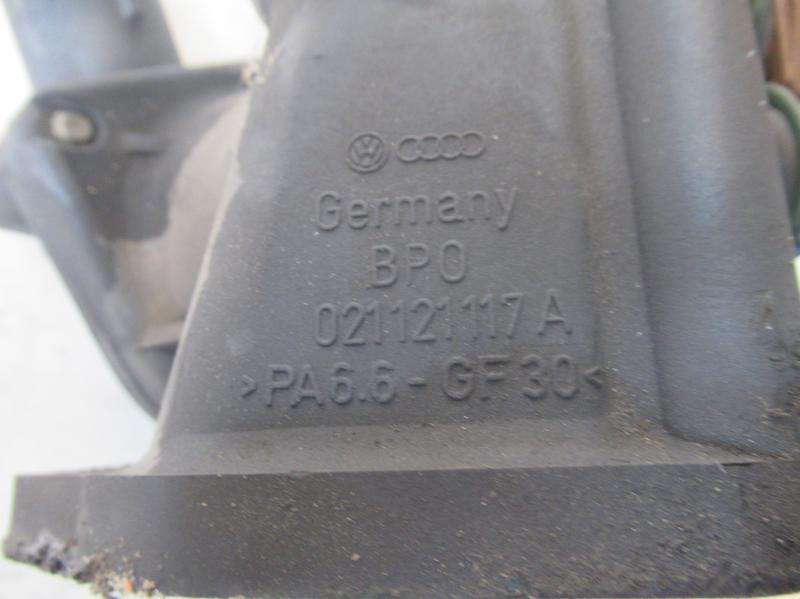 Germany
BPO
021121117 A
>PA6.6-GF30<